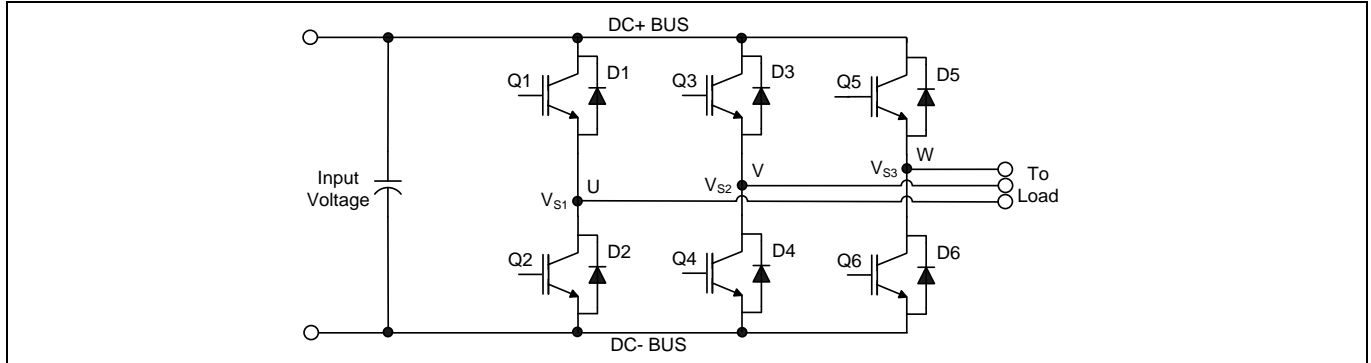 DC+ BUS
Q1
D1
Q3
D3
Q5
D5
Input
Voltage
VS1
U
VS2
V
VS3
W
To
Load
Q2
D2
Q4
D4
Q6
D6
DC- BUS